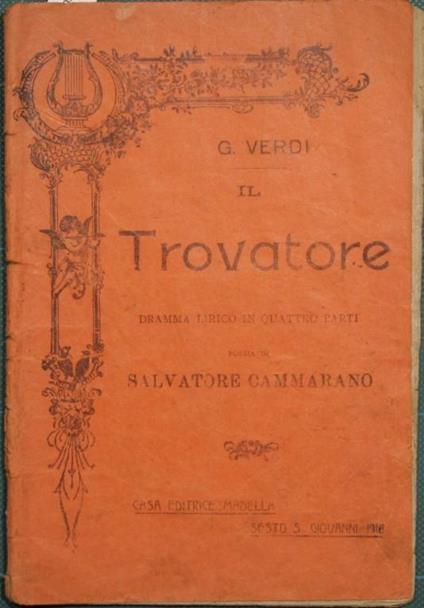 G. VERDI
IL
Trovatore
DRAMMA LIRICO IN QUATTRO PARTI
POESIA DI
SALVATORE CAMMARANO
CASA EDITRICE MADELLA
SESTO S. GIOVANNI